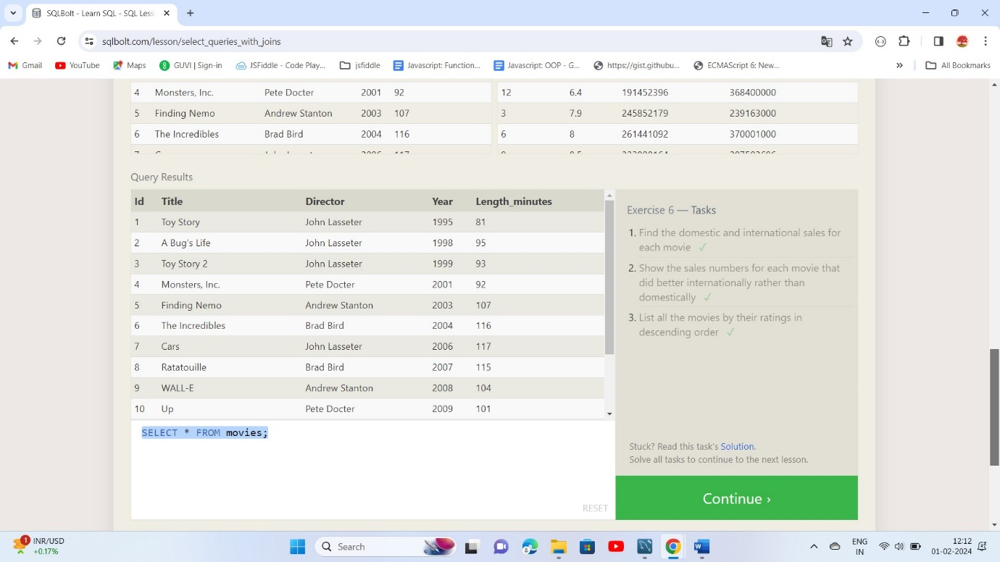 SQLBolt - Learn SQL - SQL Less
sqlbolt.com/lesson/select_queries_with_joins
Gmail YouTube Maps GUVI | Sign-in JSFiddle - Code Play... jsfiddle Javascript: Function... Javascript: OOP - G... https://gist.githubu... ECMAScript 6: New... » All Bookmarks
4 Monsters, Inc. Pete Docter 2001 92 12 6.4 191452396 368400000
5 Finding Nemo Andrew Stanton 2003 107 3 7.9 245852179 239163000
6 The Incredibles Brad Bird 2004 116 6 8 261441092 370001000
Query Results
Id Title Director Year Length_minutes
1 Toy Story John Lasseter 1995 81
2 A Bug's Life John Lasseter 1998 95
3 Toy Story 2 John Lasseter 1999 93
4 Monsters, Inc. Pete Docter 2001 92
5 Finding Nemo Andrew Stanton 2003 107
6 The Incredibles Brad Bird 2004 116
7 Cars John Lasseter 2006 117
8 Ratatouille Brad Bird 2007 115
9 WALL-E Andrew Stanton 2008 104
10 Up Pete Docter 2009 101
SELECT * FROM movies;
RESET
Exercise 6 — Tasks
1. Find the domestic and international sales for
each movie ✓
2. Show the sales numbers for each movie that
did better internationally rather than
domestically ✓
3. List all the movies by their ratings in
descending order ✓
Stuck? Read this task's Solution.
Solve all tasks to continue to the next lesson.
Continue ›
1 INR/USD
+0.17%
Search
ENG
IN
12:12
01-02-2024